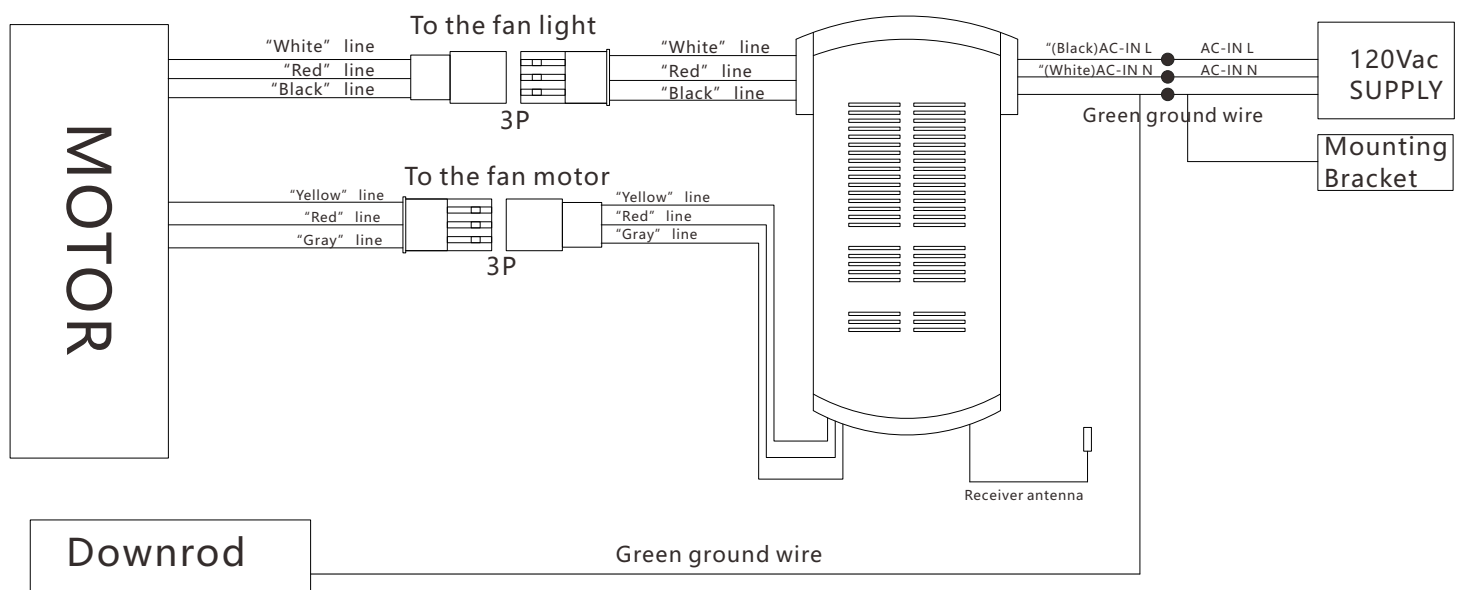 To the fan light
“White” line
“Red” line
“Black” line
3P
“White” line
“Red” line
“Black” line
“(Black)AC-IN L
AC-IN L
“(White)AC-IN N
AC-IN N
Green ground wire
120Vac
SUPPLY
Mounting
Bracket
MOTOR
To the fan motor
“Yellow” line
“Red” line
“Gray” line
3P
“Yellow” line
“Red” line
“Gray” line
Receiver antenna
Downrod
Green ground wire